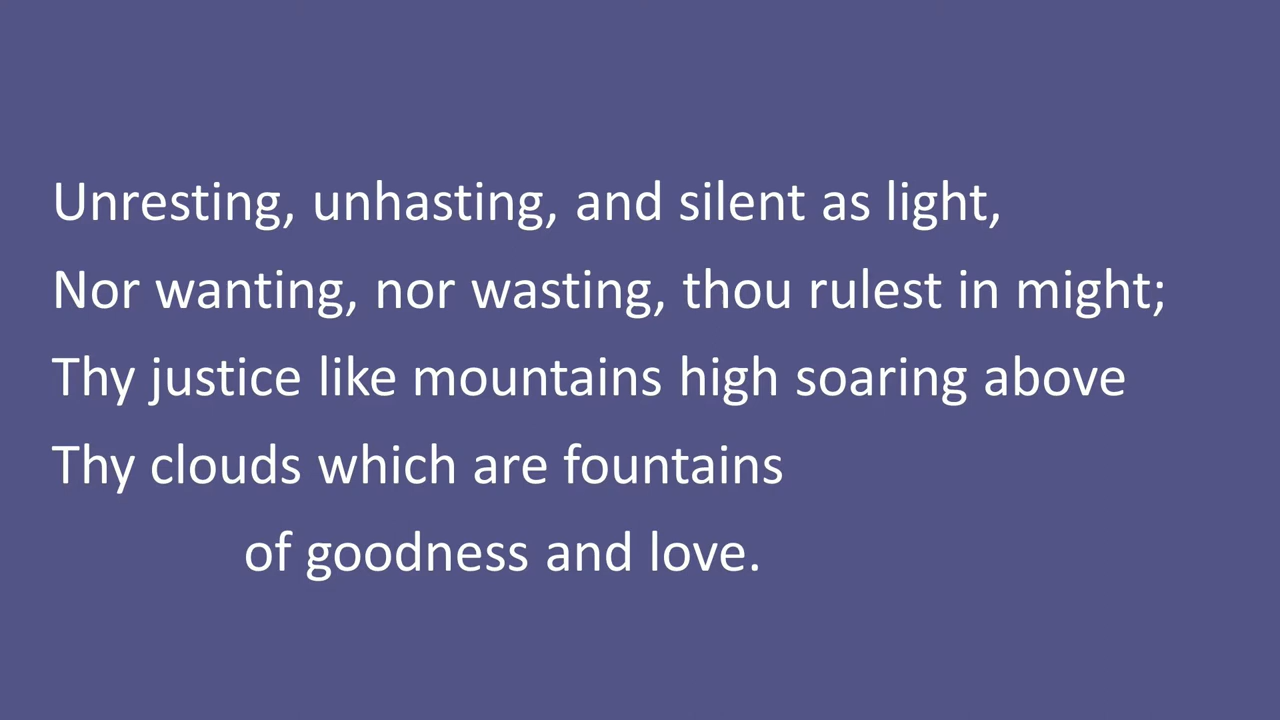 Unresting, unhasting, and silent as light,
Nor wanting, nor wasting, thou rulest in might;
Thy justice like mountains high soaring above
Thy clouds which are fountains
of goodness and love.